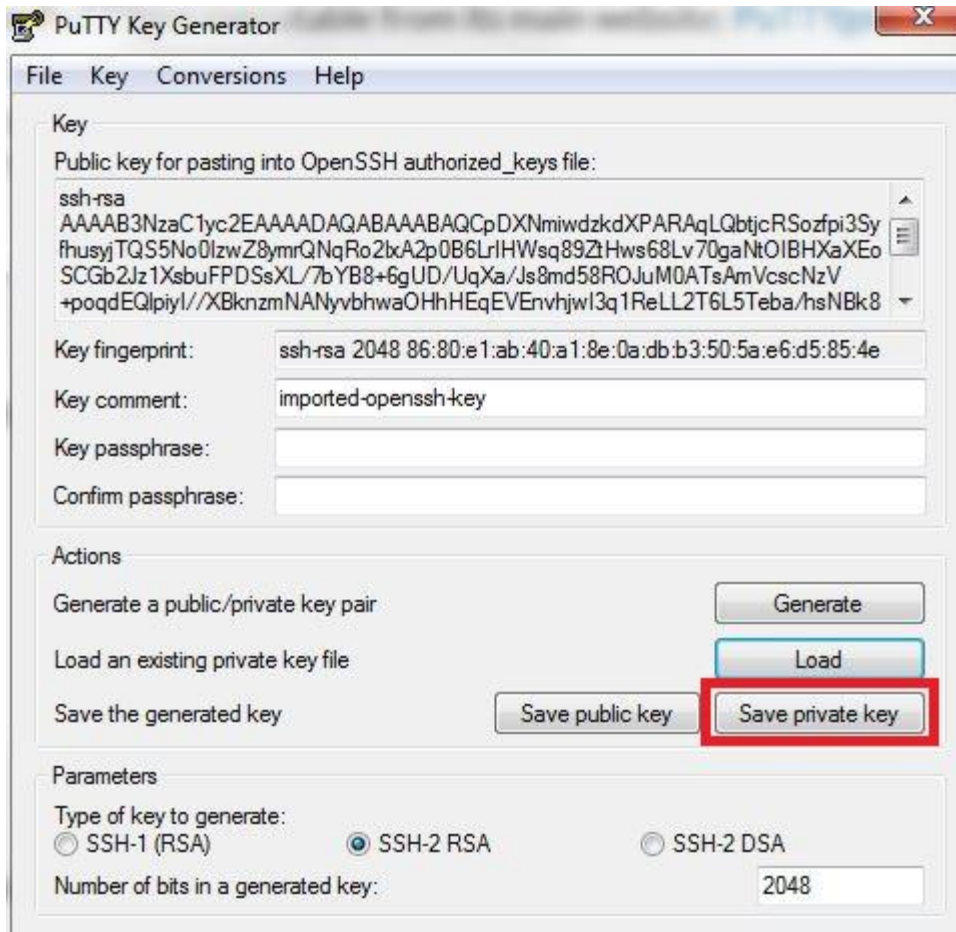 PuTTY Key Generator
File Key Conversions Help
Key
Public key for pasting into OpenSSH authorized_keys file:
ssh-rsa
AAAAB3NzaC1yc2EAAAADAQABAAABAQCpDXNmiwdzkdXPARAqLQbtjcRSozfpi3Sy
fhusyjTQS5No0IzwZ8ymrQNqRo2lxA2p0B6LrlHWsq89ZtHws68Lv70gaNtOIBHXaXEo
SCGb2Jz1XsbuFPDSsXL/7bYB8+6gUD/UqXa/Js8md58ROJuM0ATsAmVcscNzV
+poqdEQlpiyl//XBknzmNANyvbhwaOHhHEqEVEnvhjwI3q1ReLL2T6L5Teba/hsNBk8
Key fingerprint: ssh-rsa 2048 86:80:e1:ab:40:a1:8e:0a:db:b3:50:5a:e6:d5:85:4e
Key comment: imported-openssh-key
Key passphrase:
Confirm passphrase:
Actions
Generate a public/private key pair Generate
Load an existing private key file Load
Save the generated key Save public key Save private key
Parameters
Type of key to generate:
SSH-1 (RSA) SSH-2 RSA SSH-2 DSA
Number of bits in a generated key: 2048